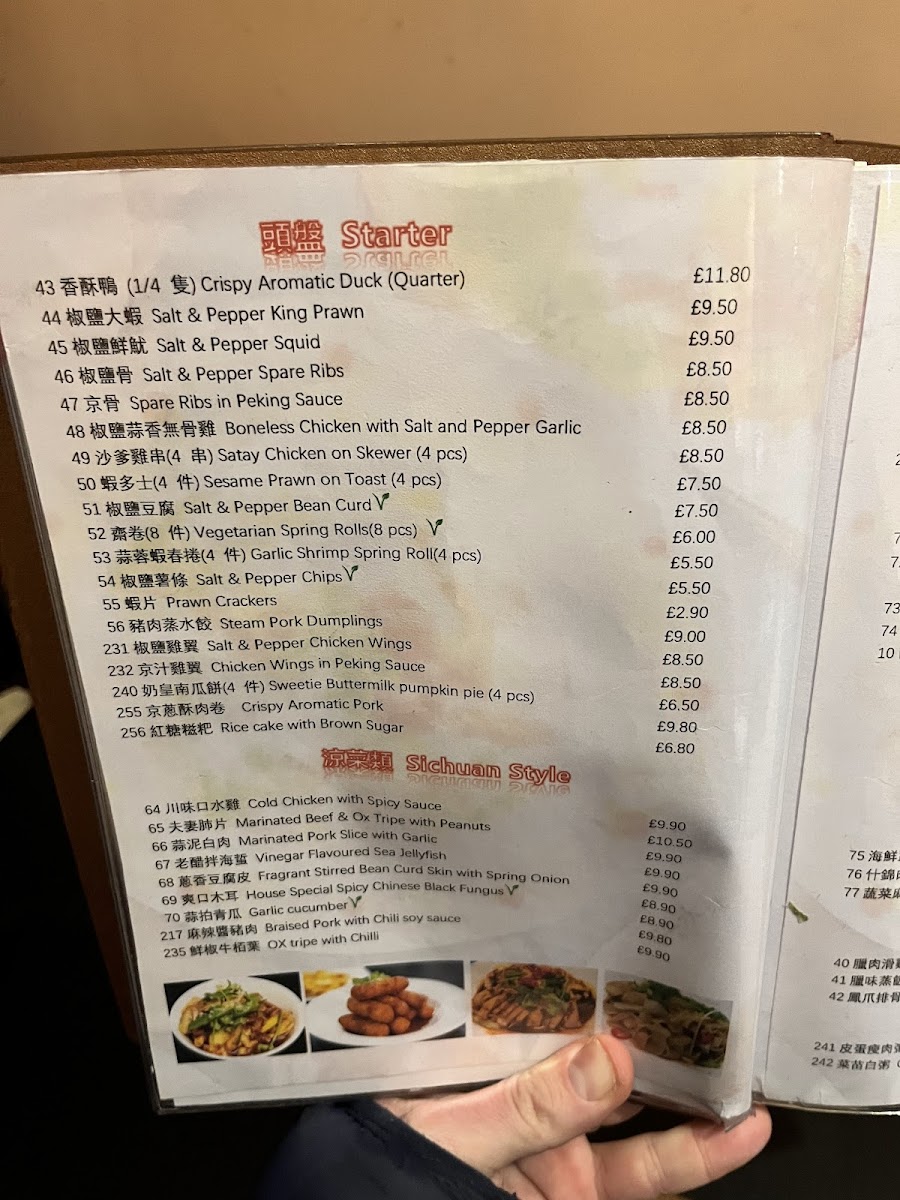 頭盤 Starter
43 香酥鴨 (1/4 隻) Crispy Aromatic Duck (Quarter) £11.80
44 椒鹽大蝦 Salt & Pepper King Prawn £9.50
45 椒鹽鮮魷 Salt & Pepper Squid £9.50
46 椒鹽骨 Salt & Pepper Spare Ribs £8.50
47 京骨 Spare Ribs in Peking Sauce £8.50
48 椒鹽蒜香無骨雞 Boneless Chicken with Salt and Pepper Garlic £8.50
49 沙爹雞串(4 串) Satay Chicken on Skewer (4 pcs) £8.50
50 蝦多士(4 件) Sesame Prawn on Toast (4 pcs) £7.50
51 椒鹽豆腐 Salt & Pepper Bean Curd £7.50
52 齋卷(8 件) Vegetarian Spring Rolls(8 pcs) £6.00
53 蒜蓉蝦春捲(4 件) Garlic Shrimp Spring Roll(4 pcs) £5.50
54 椒鹽薯條 Salt & Pepper Chips £5.50
55 蝦片 Prawn Crackers £2.90
56 豬肉蒸水餃 Steam Pork Dumplings £9.00
231 椒鹽雞翼 Salt & Pepper Chicken Wings £8.50
232 京汁雞翼 Chicken Wings in Peking Sauce £8.50
240 奶皇南瓜餅(4 件) Sweetie Buttermilk pumpkin pie (4 pcs) £6.50
255 京蔥酥肉卷 Crispy Aromatic Pork £9.80
256 紅糖糍粑 Rice cake with Brown Sugar £6.80
涼菜類 Sichuan Style
64 川味口水雞 Cold Chicken with Spicy Sauce £9.90
65 夫妻肺片 Marinated Beef & Ox Tripe with Peanuts £10.50
66 蒜泥白肉 Marinated Pork Slice with Garlic £9.90
67 老醋拌海蜇 Vinegar Flavoured Sea Jellyfish £9.90
68 蔥香豆腐皮 Fragrant Stirred Bean Curd Skin with Spring Onion £9.90
69 爽口木耳 House Special Spicy Chinese Black Fungus £8.90
70 蒜拍青瓜 Garlic cucumber £8.90
217 麻辣醬豬肉 Braised Pork with Chili soy sauce £9.80
235 鮮椒牛栢葉 OX tripe with Chilli £9.90
73
74
10
75 海鮮
76 什錦
77 蔬菜
40 臘肉滑
41 臘味蒸
42 鳳爪排骨
241 皮蛋瘦肉
242 菜苗白粥